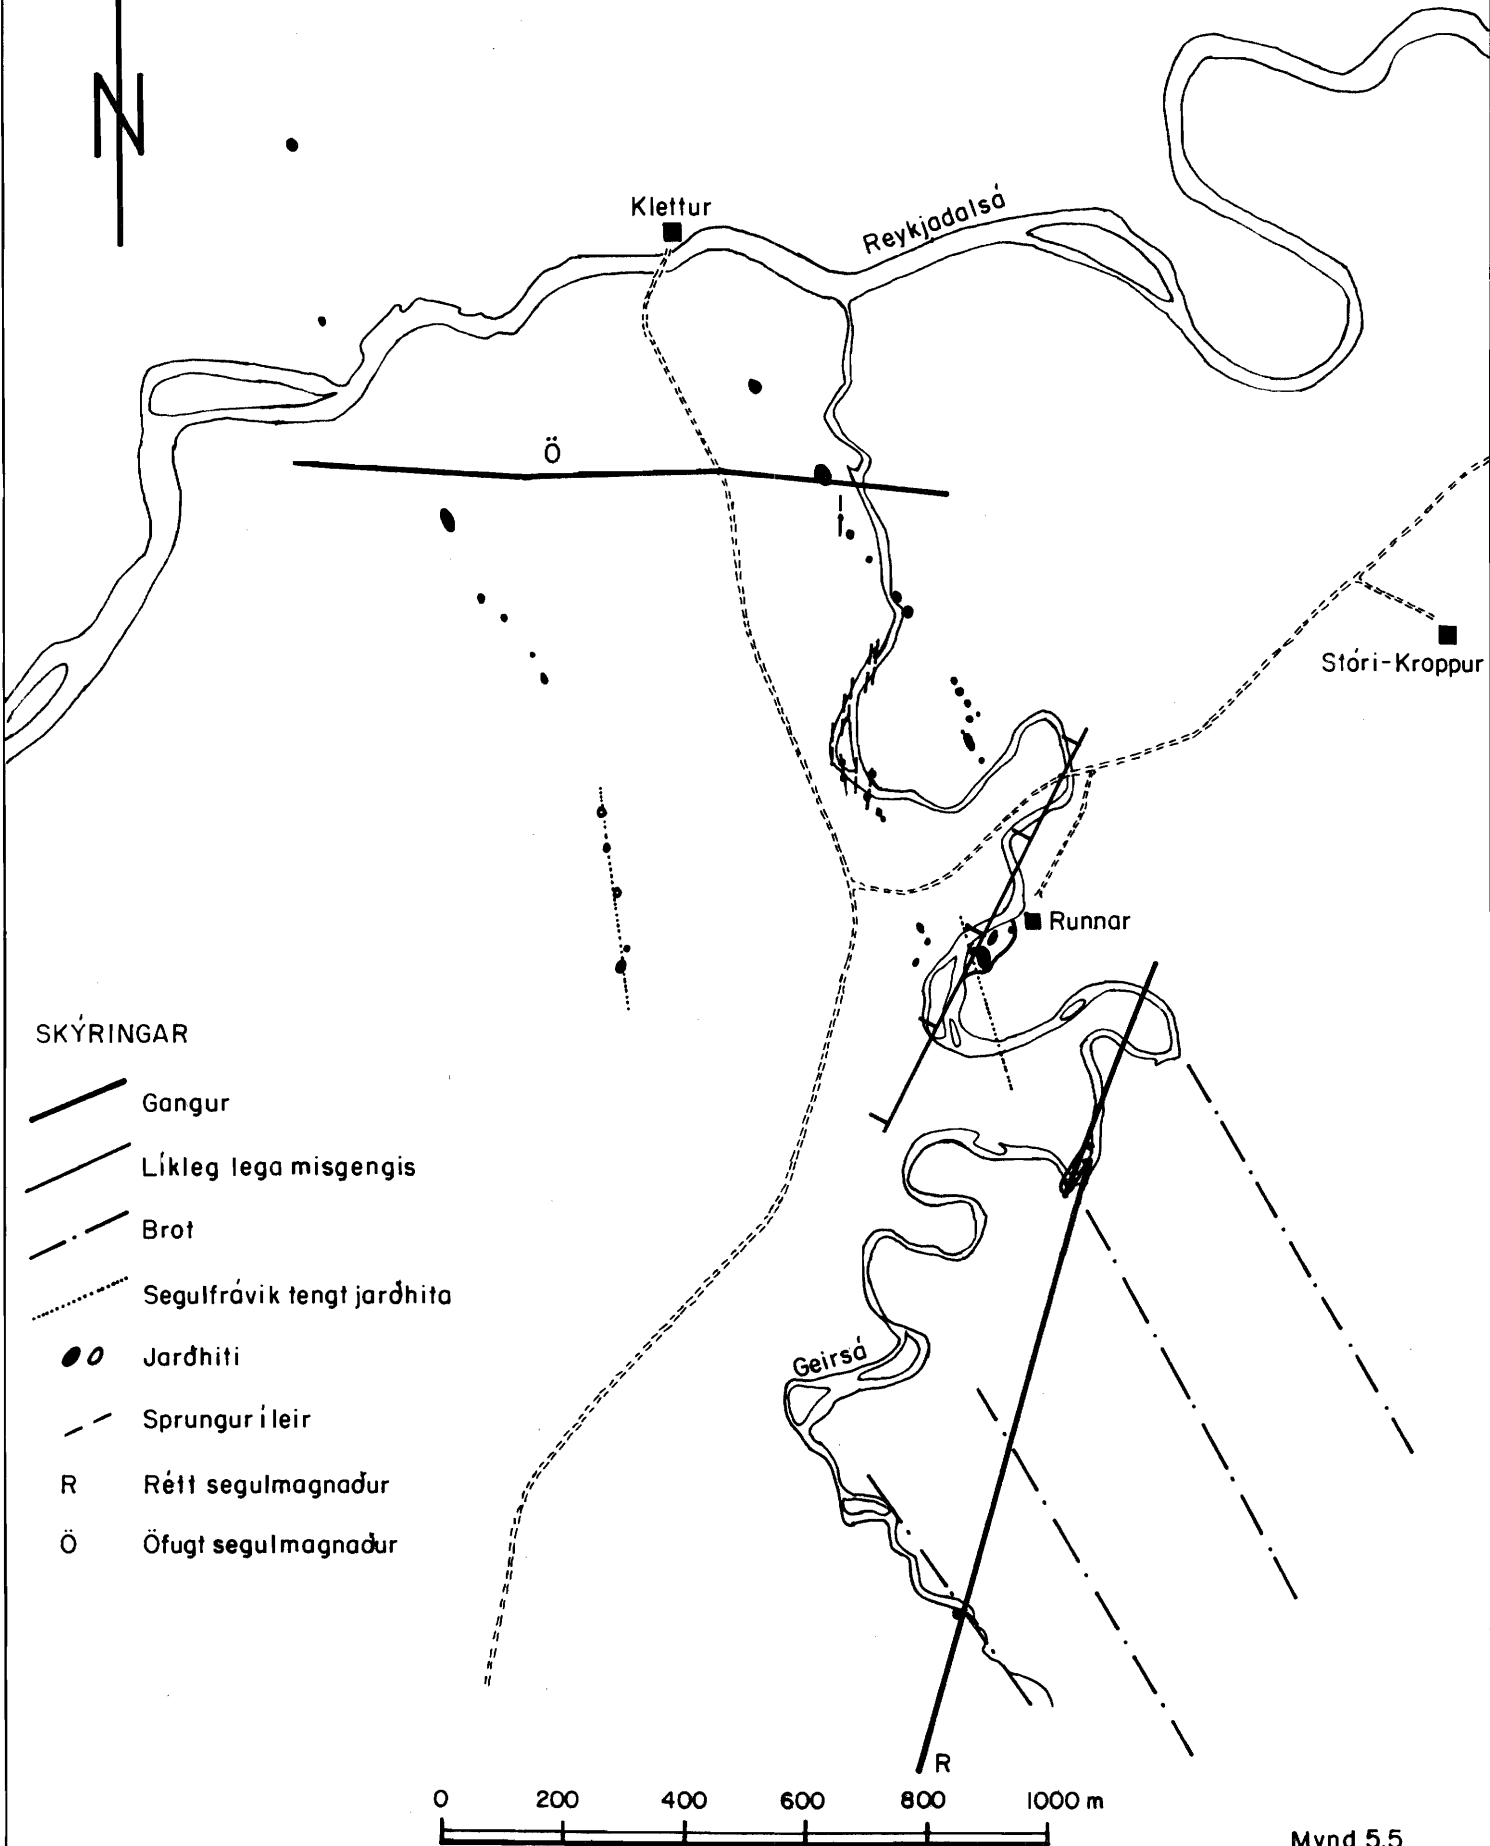 N
Klettur
Reykjadalsá
Ö
Stóri-Kroppur
Runnar
SKÝRINGAR
Gangur
Líkleg lega misgengis
Brot
Segulfrávik tengt jarðhita
Jarðhiti
Sprungur í leir
R Rétt segulmagnaður
Ö Öfugt segulmagnaður
Geirsá
R
0 200 400 600 800 1000 m
Mynd 5.5